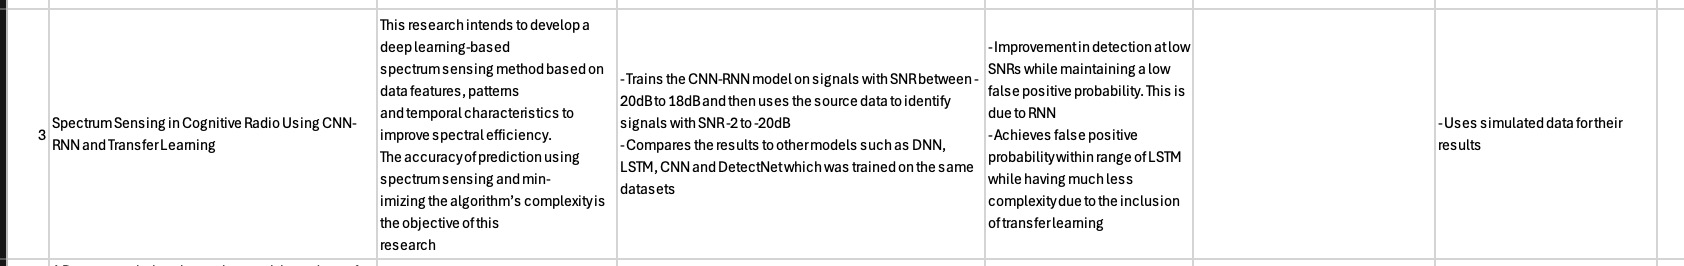 3
Spectrum Sensing in Cognitive Radio Using CNN-
RNN and Transfer Learning
This research intends to develop a
deep learning-based
spectrum sensing method based on
data features, patterns
and temporal characteristics to
improve spectral efficiency.
The accuracy of prediction using
spectrum sensing and min-
imizing the algorithm's complexity is
the objective of this
research
- Trains the CNN-RNN model on signals with SNR between -
20dB to 18dB and then uses the source data to identify
signals with SNR -2 to -20dB
- Compares the results to other models such as DNN,
LSTM, CNN and DetectNet which was trained on the same
datasets
- Improvement in detection at low
SNRs while maintaining a low
false positive probability. This is
due to RNN
- Achieves false positive
probability within range of LSTM
while having much less
complexity due to the inclusion
of transfer learning
- Uses simulated data for their
results